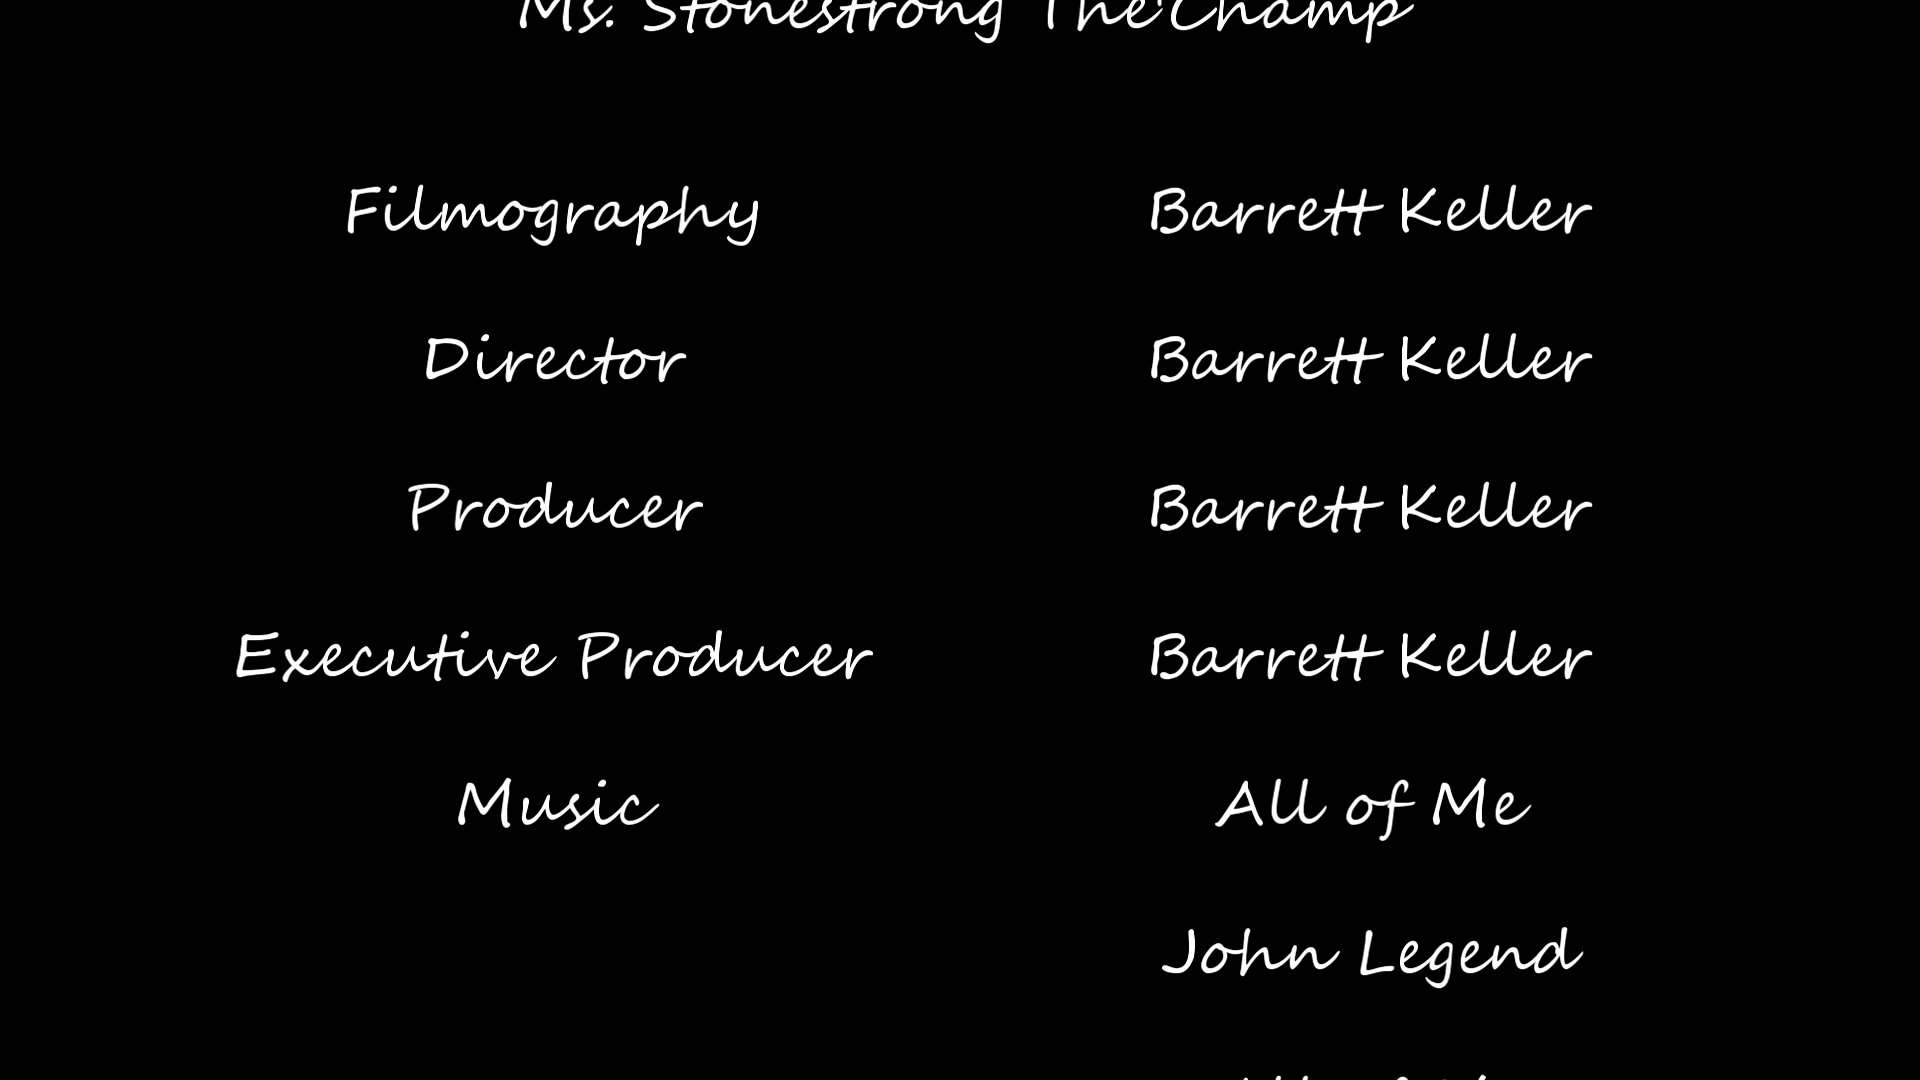 Ms. Stonestrong "The Champ"
Filmography Barrett Keller
Director Barrett Keller
Producer Barrett Keller
Executive Producer Barrett Keller
Music All of Me
John Legend